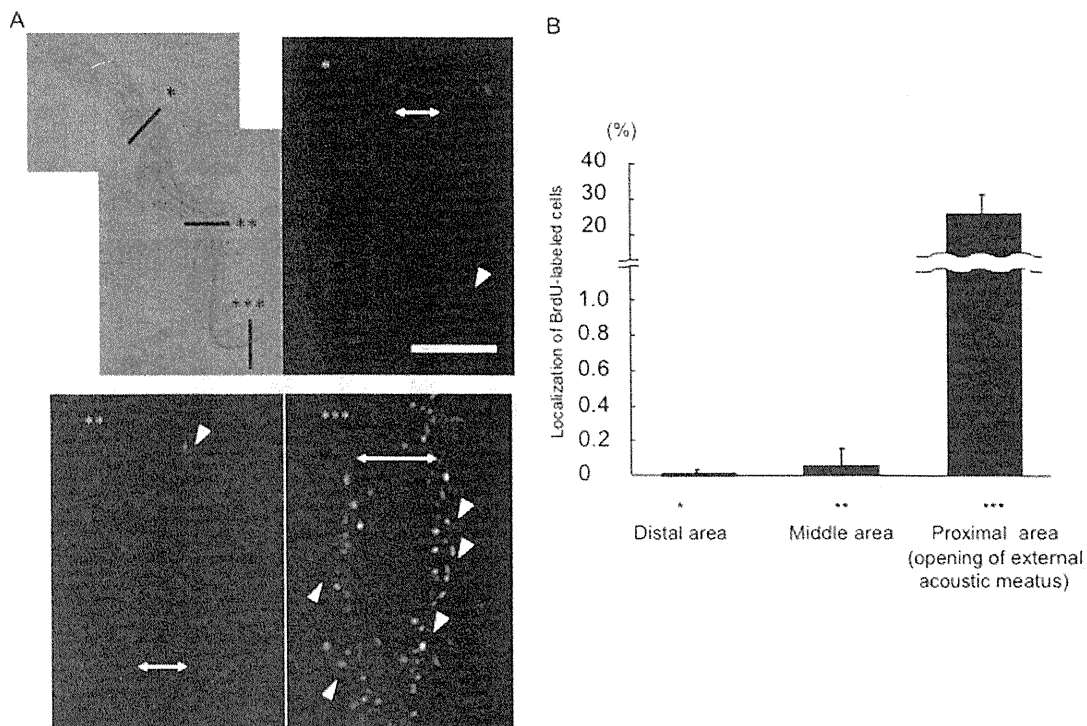 A
*
**
***
*
**
***
B
(%)
Localization of BrdU-labeled cells
40
30
20
1.0
0.8
0.6
0.4
0.2
0
*
**
***
Distal area
Middle area
Proximal area
(opening of external
acoustic meatus)